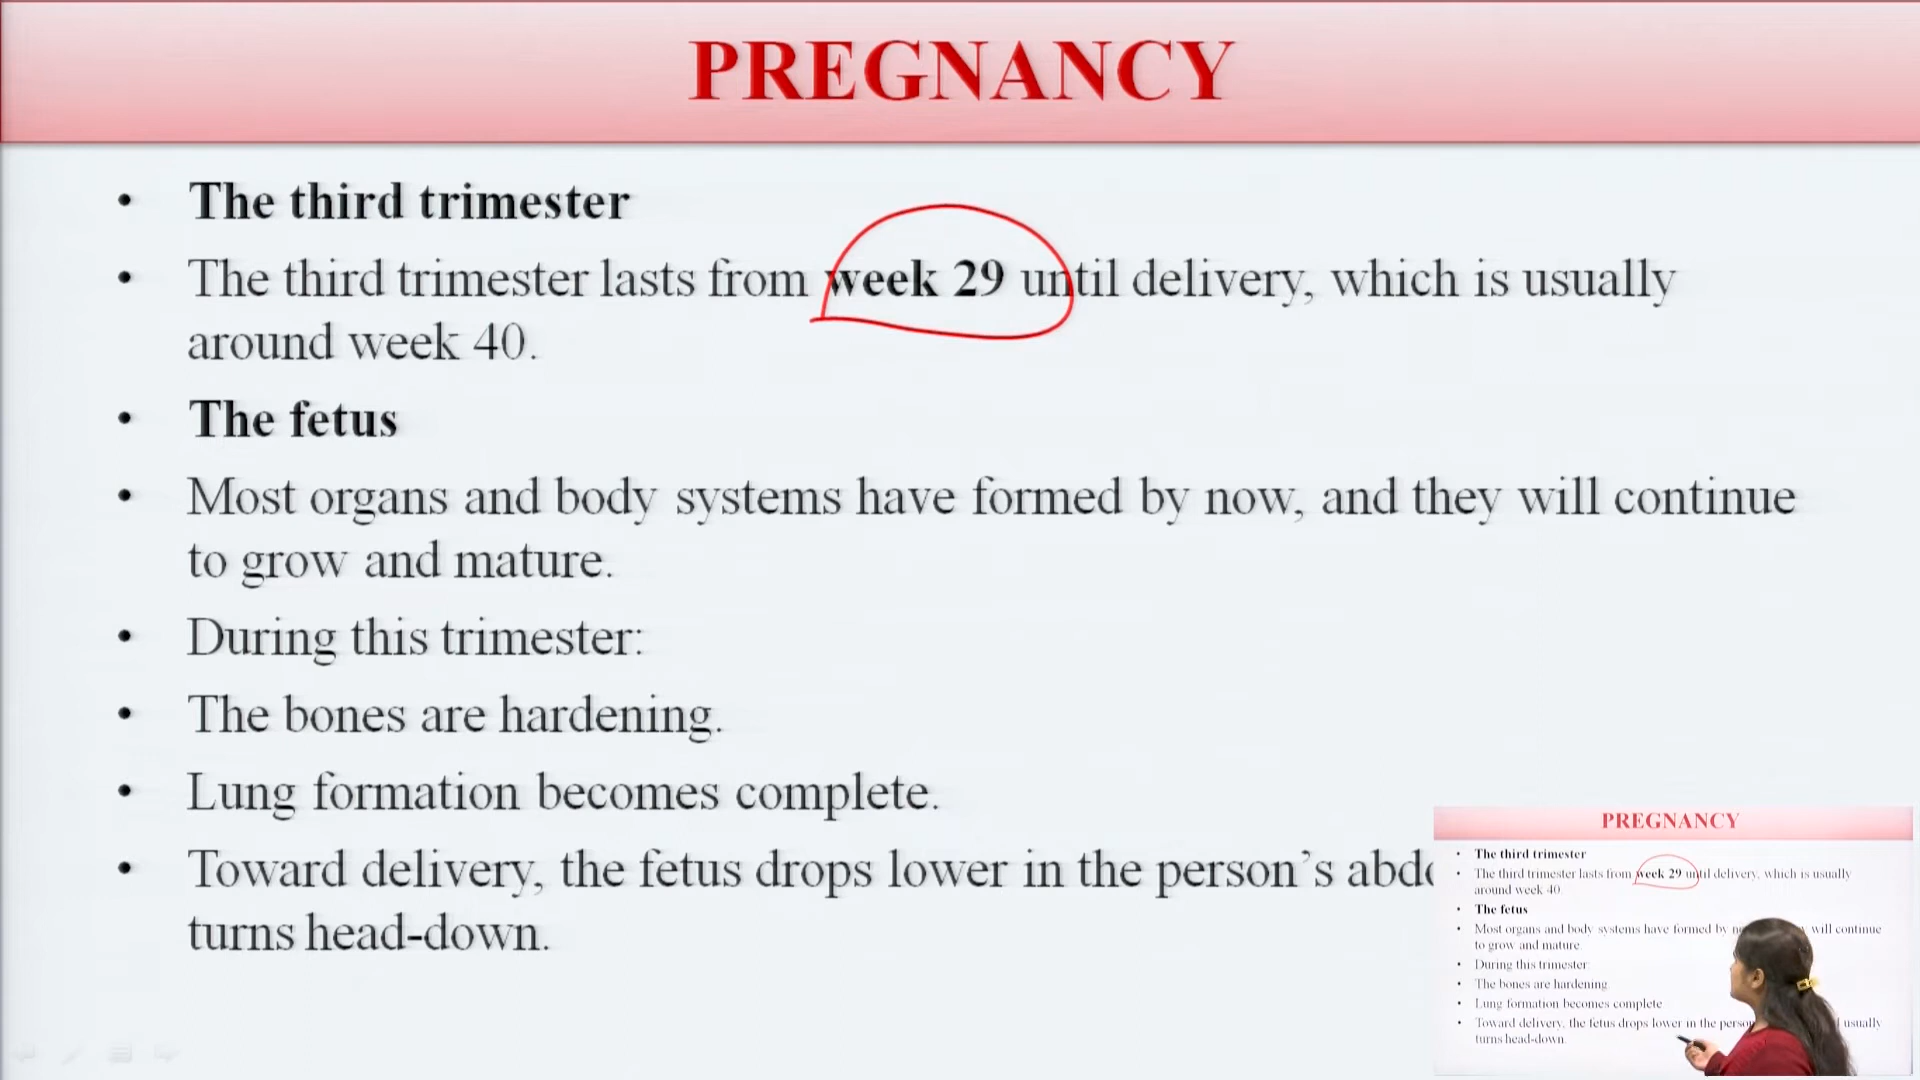 PREGNANCY
• The third trimester
• The third trimester lasts from week 29 until delivery, which is usually
around week 40.
• The fetus
• Most organs and body systems have formed by now, and they will continue
to grow and mature.
• During this trimester:
• The bones are hardening.
• Lung formation becomes complete.
• Toward delivery, the fetus drops lower in the person’s
turns head-down.
PREGNANCY
• The third trimester
• The third trimester lasts from week 29 until delivery, which is usually
around week 40.
• The fetus
• Most organs and body systems have formed by will continue
to grow and mature.
• During this trimester
• The bones are hardening
• Lung formation becomes complete
• Toward delivery, the fetus drops lower in the usually
turns head-down.